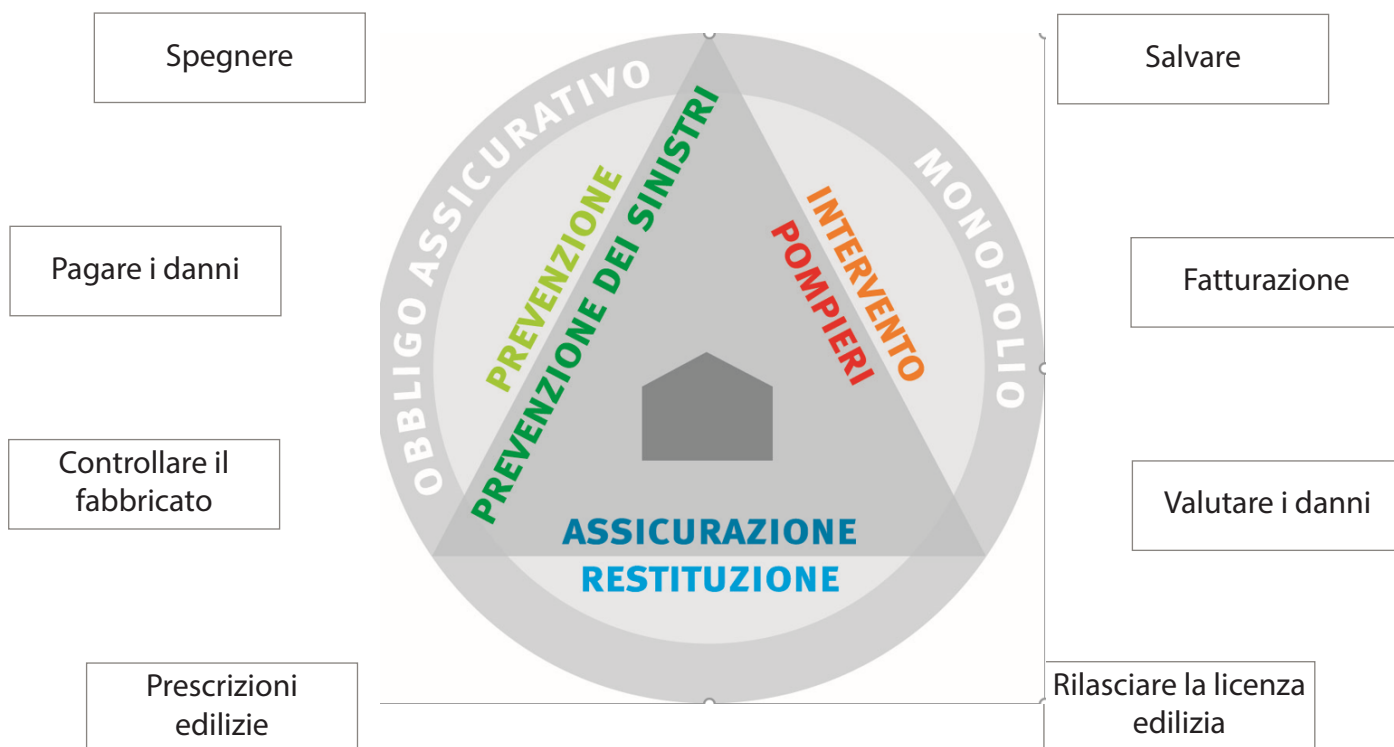 Spegnere
Salvare
OBBLIGO ASSICURATIVO
MONOPOLIO
PREVENZIONE
PREVENZIONE DEI SINISTRI
INTERVENTO
POMPIERI
Pagare i danni
Fatturazione
Controllare il
fabbricato
Valutare i danni
ASSICURAZIONE
RESTITUZIONE
Prescrizioni
edilizie
Rilasciare la licenza
edilizia